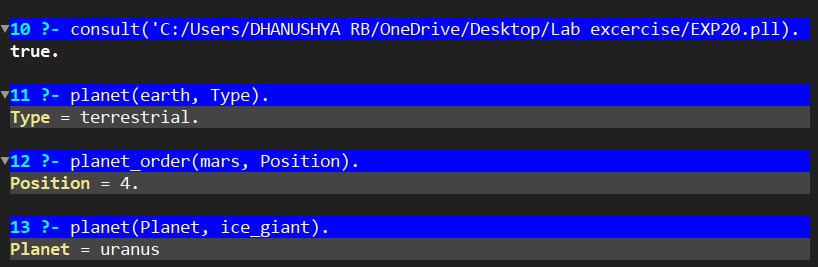 10 ?- consult('C:/Users/DHANUSHYA RB/OneDrive/Desktop/Lab excercise/EXP20.pll).
true.
11 ?- planet(earth, Type).
Type = terrestrial.
12 ?- planet_order(mars, Position).
Position = 4.
13 ?- planet(Planet, ice_giant).
Planet = uranus